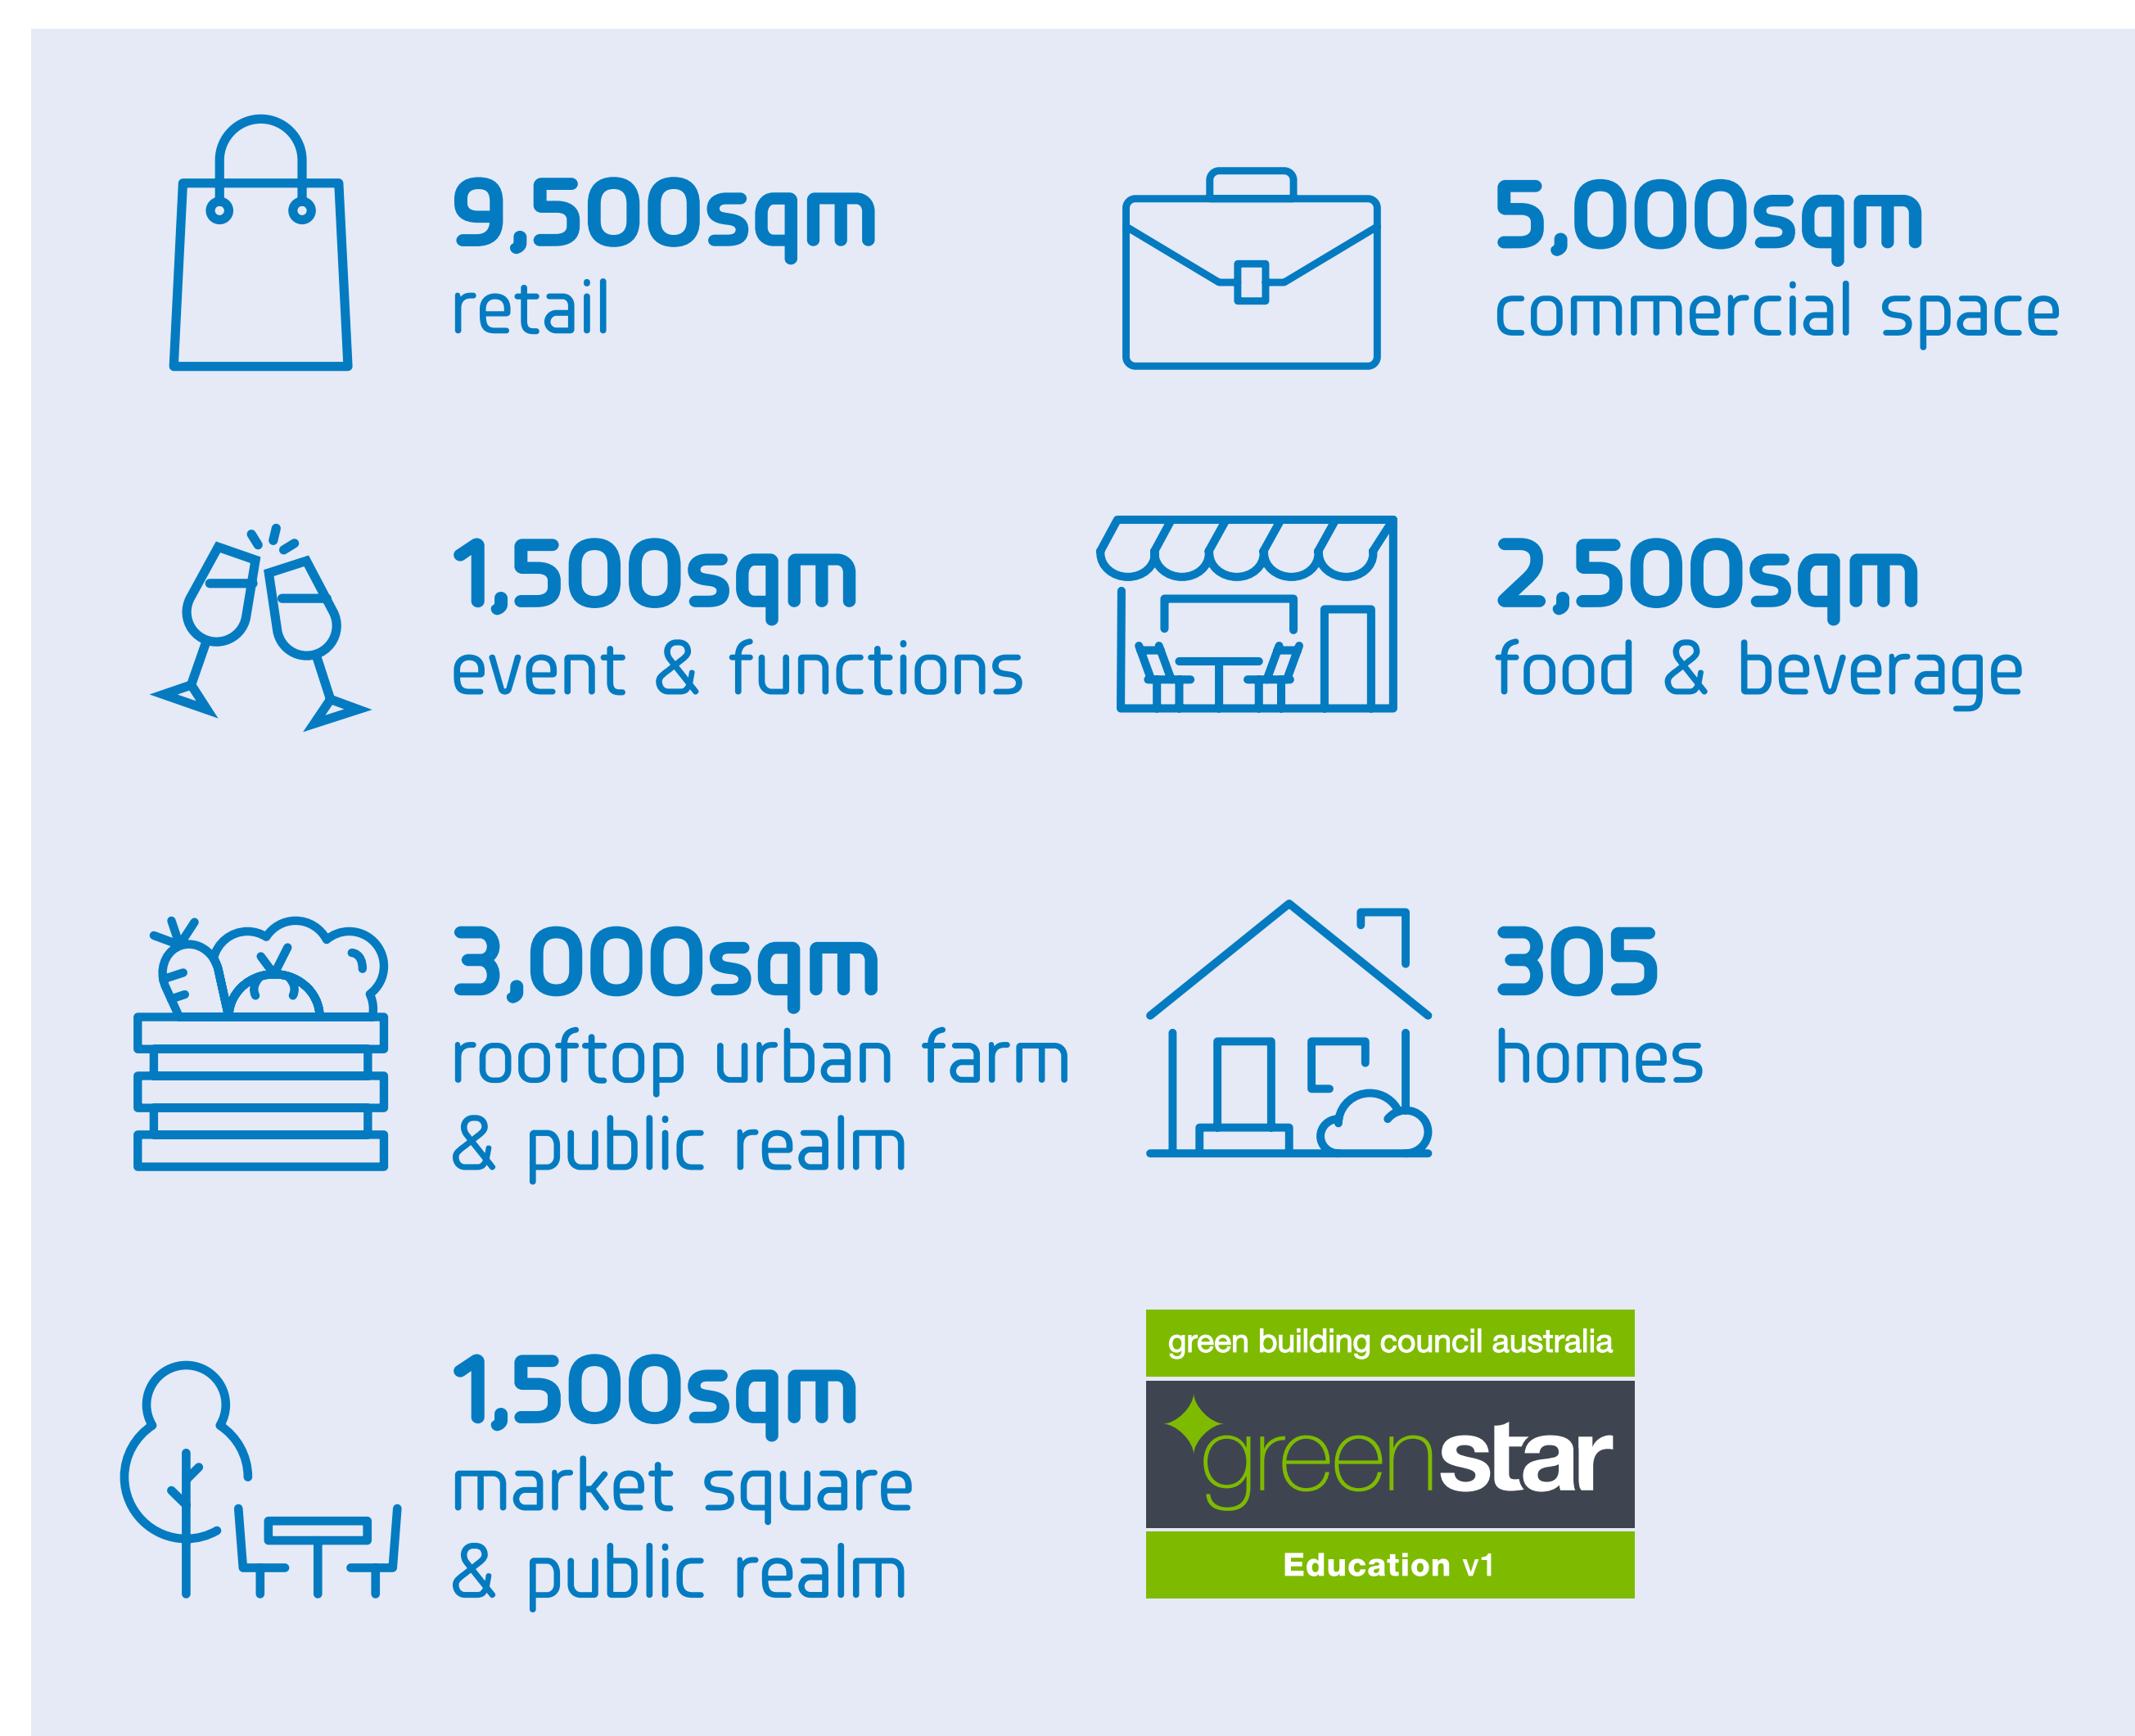 9,500sqm
retail
5,000sqm
commercial space
1,500sqm
event & functions
2,500sqm
food & beverage
3,000sqm
rooftop urban farm
& public realm
305
homes
1,500sqm
market square
& public realm
green building council australia
greenstar
Education v1